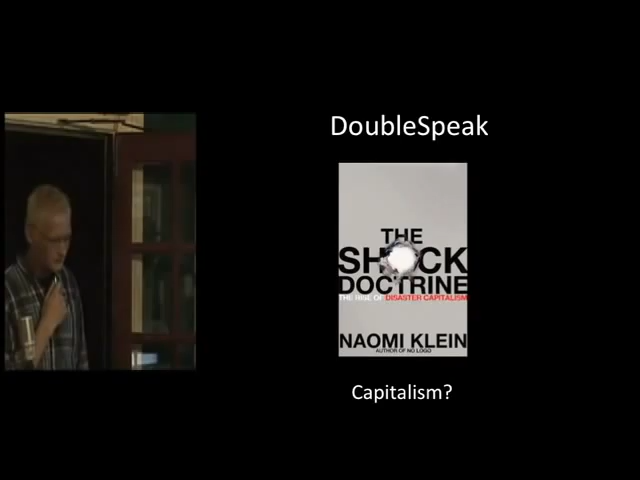 DoubleSpeak
THE
SHOCK
DOCTRINE
THE RISE OF DISASTER CAPITALISM
NAOMI KLEIN
AUTHOR OF NO LOGO
Capitalism?